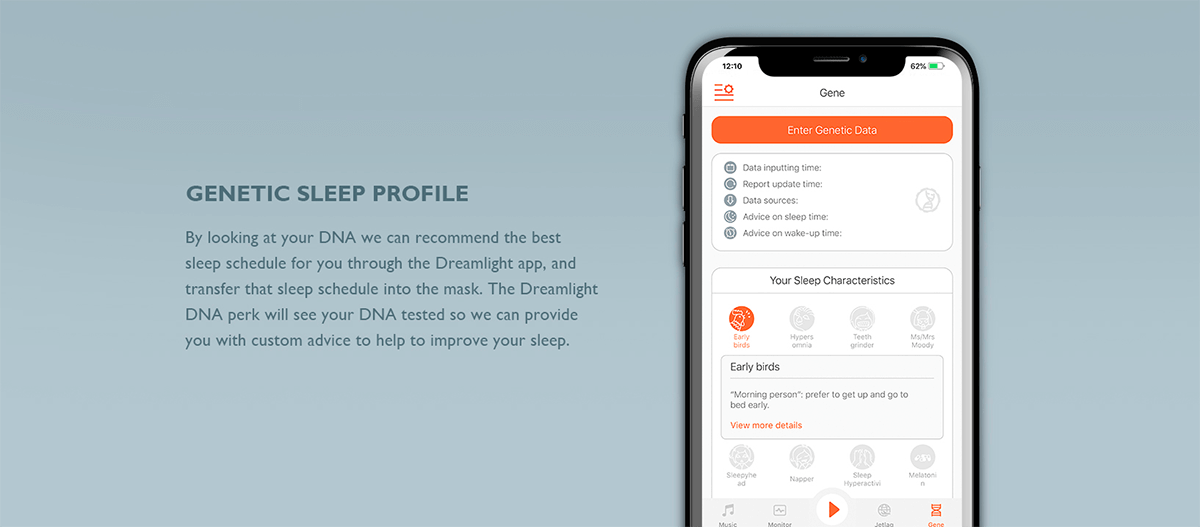 GENETIC SLEEP PROFILE
By looking at your DNA we can recommend the best
sleep schedule for you through the Dreamlight app, and
transfer that sleep schedule into the mask. The Dreamlight
DNA perk will see your DNA tested so we can provide
you with custom advice to help to improve your sleep.
12:10
62%
Gene
Enter Genetic Data
Data inputting time:
Report update time:
Data sources:
Advice on sleep time:
Advice on wake-up time:
Your Sleep Characteristics
Early
birds
Hypers
omnia
Teeth
grindor
Ms/Mrs
Moody
Early birds
"Morning person": prefer to get up and go to
bed early.
View more details
Sleepyhe
ad
Napper
Sleep
Hyperactivi
Melatoni
n
Music
Monitor
Jetlag
Gene